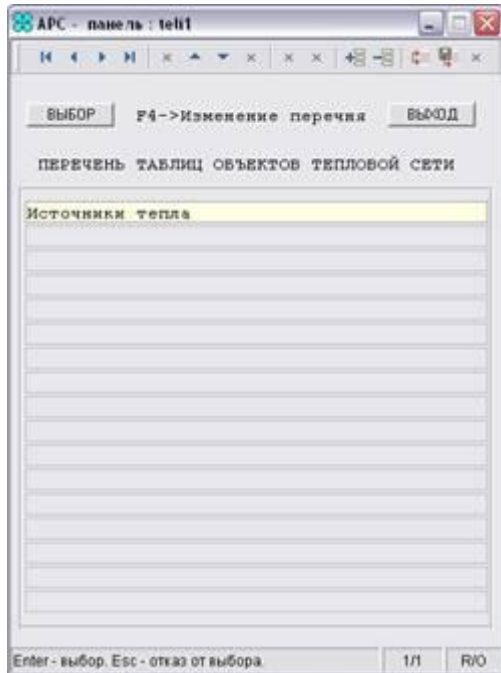 АРС - панель : teli1
ВЫБОР F4->Изменение перечня ВЫХОД
ПЕРЕЧЕНЬ ТАБЛИЦ ОБЪЕКТОВ ТЕПЛОВОЙ СЕТИ
Источники тепла
Enter - выбор. Esc - отказ от выбора. 1/1 R/O